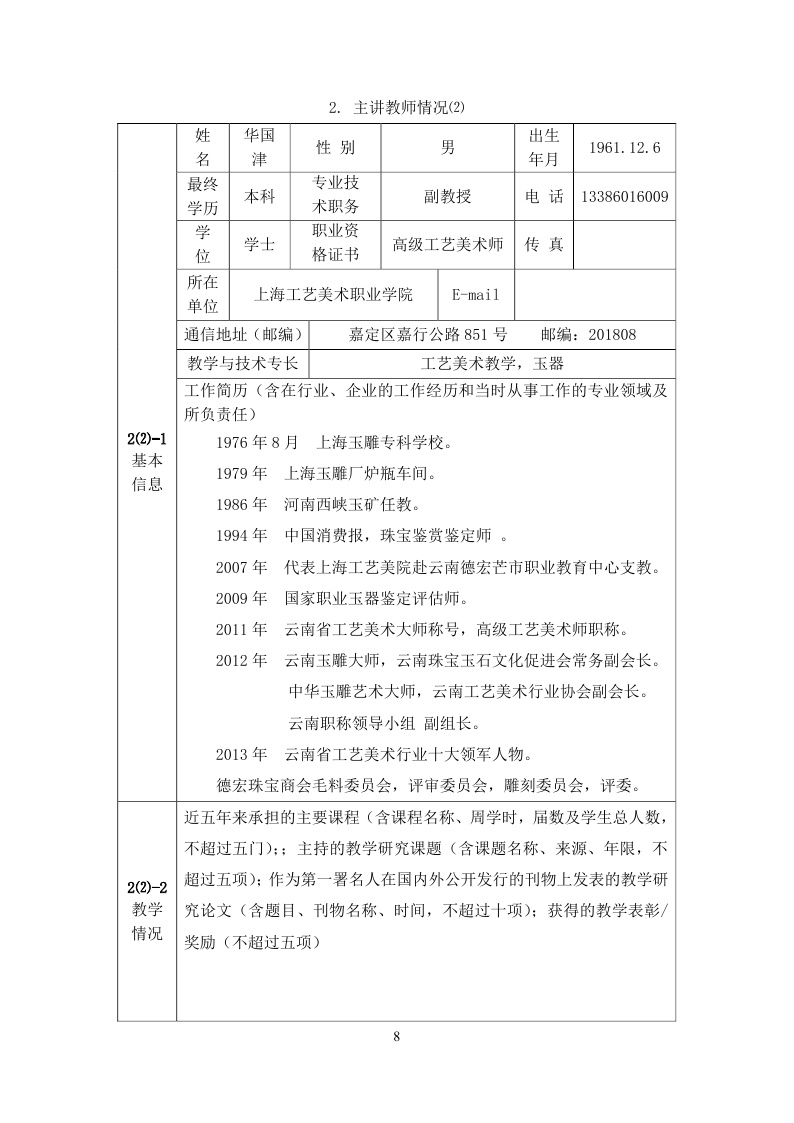 2. 主讲教师情况⑵
姓 华国 性 别 男 出生 1961.12.6
名 津 年月
最终 本科 专业技 副教授 电 话 13386016009
学历 术职务
学 学士 职业资 高级工艺美术师 传 真
位 格证书
所在 上海工艺美术职业学院 E-mail
单位
通信地址（邮编） 嘉定区嘉行公路 851 号 邮编：201808
教学与技术专长 工艺美术教学，玉器
2⑵-1
基本
信息
工作简历（含在行业、企业的工作经历和当时从事工作的专业领域及
所负责任）
1976 年 8 月 上海玉雕专科学校。
1979 年 上海玉雕厂炉瓶车间。
1986 年 河南西峡玉矿任教。
1994 年 中国消费报，珠宝鉴赏鉴定师 。
2007 年 代表上海工艺美院赴云南德宏芒市职业教育中心支教。
2009 年 国家职业玉器鉴定评估师。
2011 年 云南省工艺美术大师称号，高级工艺美术师职称。
2012 年 云南玉雕大师，云南珠宝玉石文化促进会常务副会长。
中华玉雕艺术大师，云南工艺美术行业协会副会长。
云南职称领导小组 副组长。
2013 年 云南省工艺美术行业十大领军人物。
德宏珠宝商会毛料委员会，评审委员会，雕刻委员会，评委。
2⑵-2
教学
情况
近五年来承担的主要课程（含课程名称、周学时，届数及学生总人数，
不超过五门）；；主持的教学研究课题（含课题名称、来源、年限，不
超过五项）；作为第一署名人在国内外公开发行的刊物上发表的教学研
究论文（含题目、刊物名称、时间，不超过十项）；获得的教学表彰/
奖励（不超过五项）
8